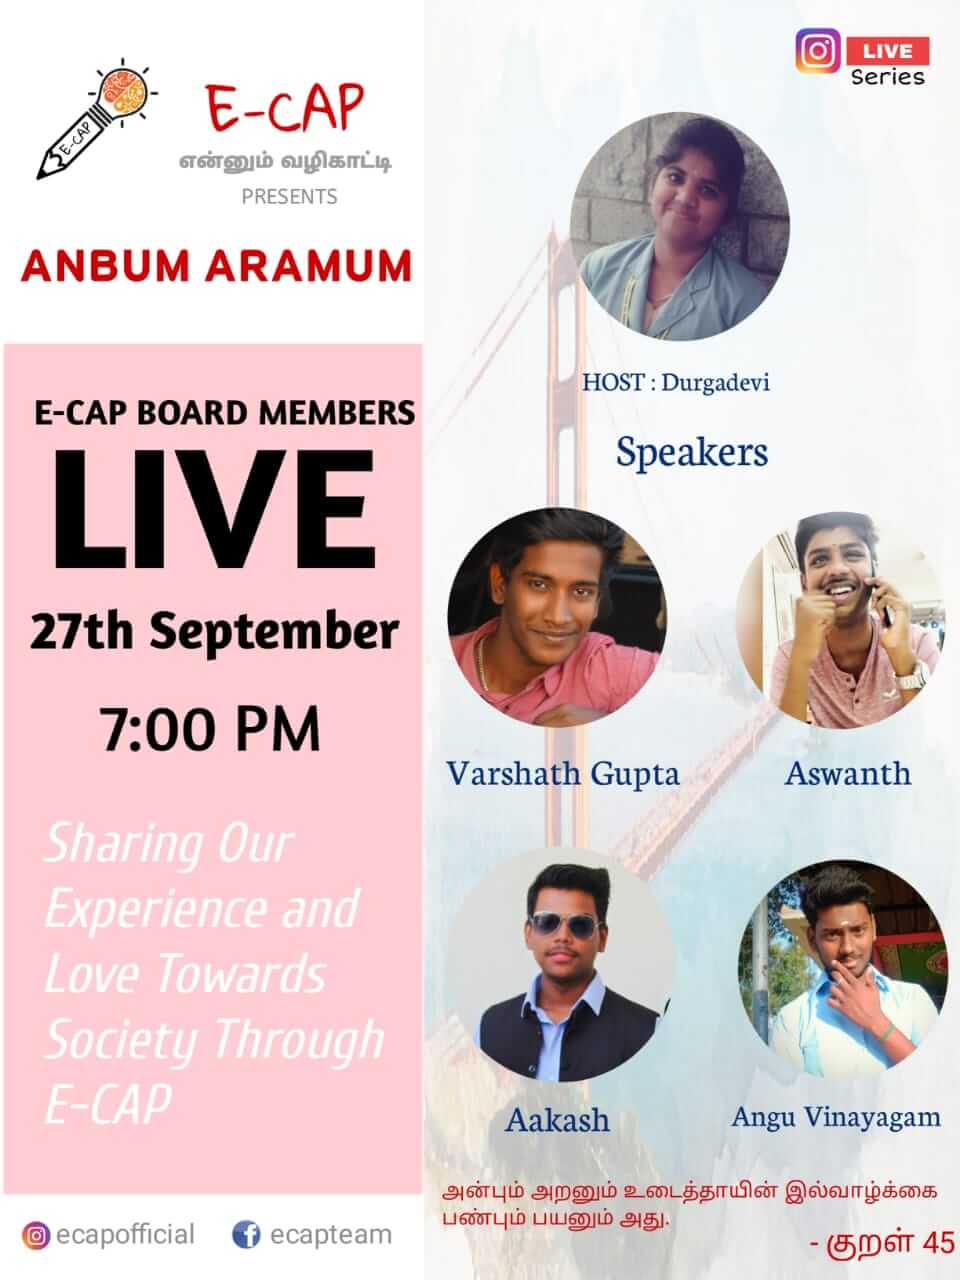 E-CAP
E-CAP
என்னும் வழிகாட்டி
PRESENTS
ANBUM ARAMUM
E-CAP BOARD MEMBERS
LIVE
27th September
7:00 PM
Sharing Our
Experience and
Love Towards
Society Through
E-CAP
ecapofficial
ecapteam
LIVE
Series
HOST : Durgadevi
Speakers
Varshath Gupta
Aswanth
Aakash
Angu Vinayagam
அன்பும் அறனும் உடைத்தாயின் இல்வாழ்க்கை
பண்பும் பயனும் அது.
- குறள் 45